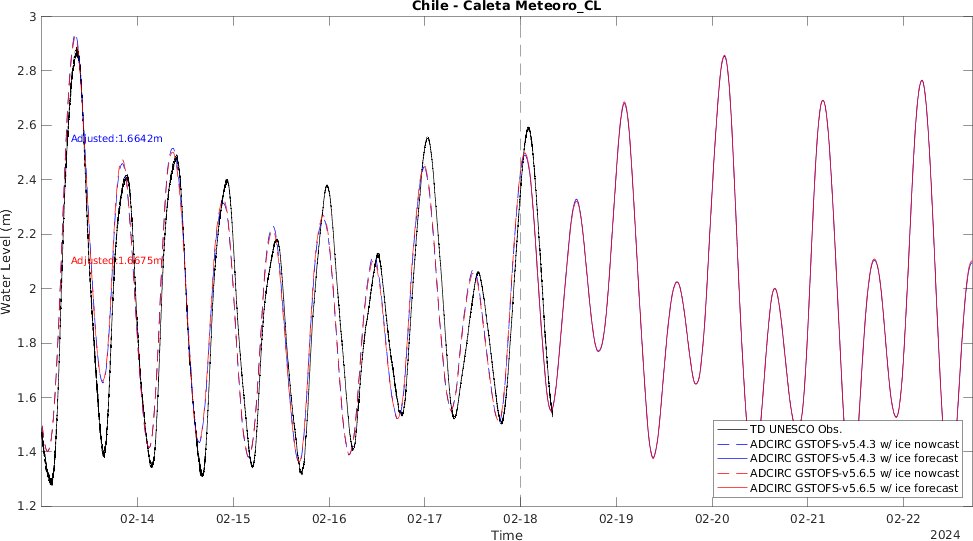 Chile - Caleta Meteoro_CL
3
2.8
2.6
2.4
2.2
2
1.8
1.6
1.4
1.2
Water Level (m)
Adjusted:1.6642m
Adjusted:1.6675m
TD UNESCO Obs.
ADCIRC GSTOFS-v5.4.3 w/ ice nowcast
ADCIRC GSTOFS-v5.4.3 w/ ice forecast
ADCIRC GSTOFS-v5.6.5 w/ ice nowcast
ADCIRC GSTOFS-v5.6.5 w/ ice forecast
02-14 02-15 02-16 02-17 02-18 02-19 02-20 02-21 02-22
Time
2024